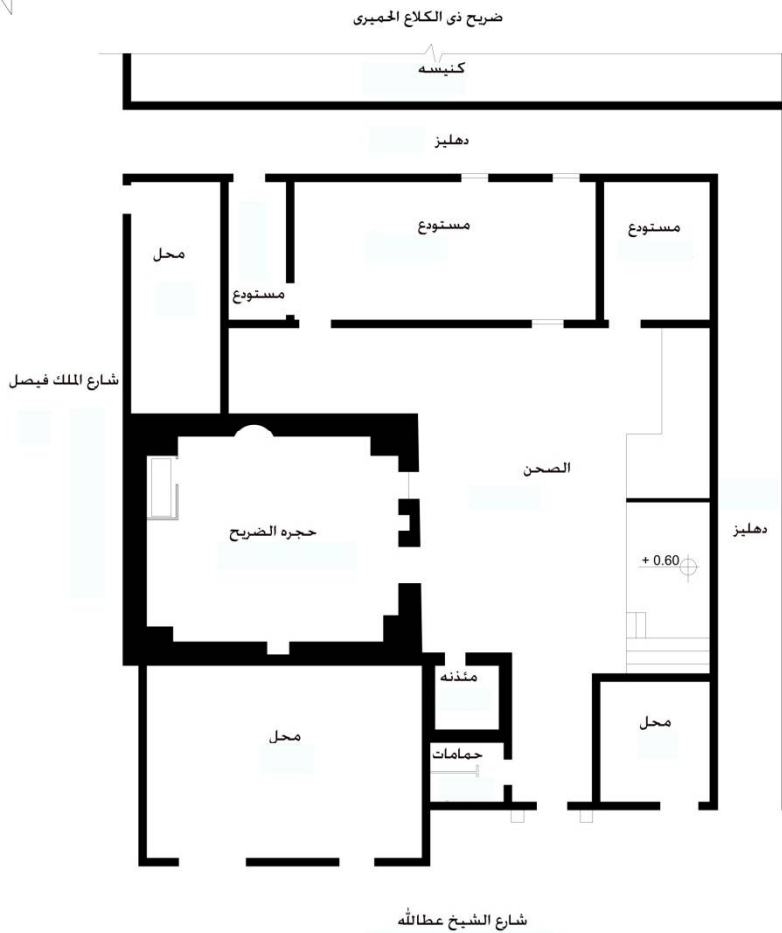 ضريح ذى الكلاع الحميرى
كنيسه
دهليز
مستودع
مستودع
محل
مستودع
شارع الملك فيصل
الصحن
حجره الضريح
دهليز
+ 0.60
مئذنه
محل
محل
حمامات
شارع الشيخ عطاالله